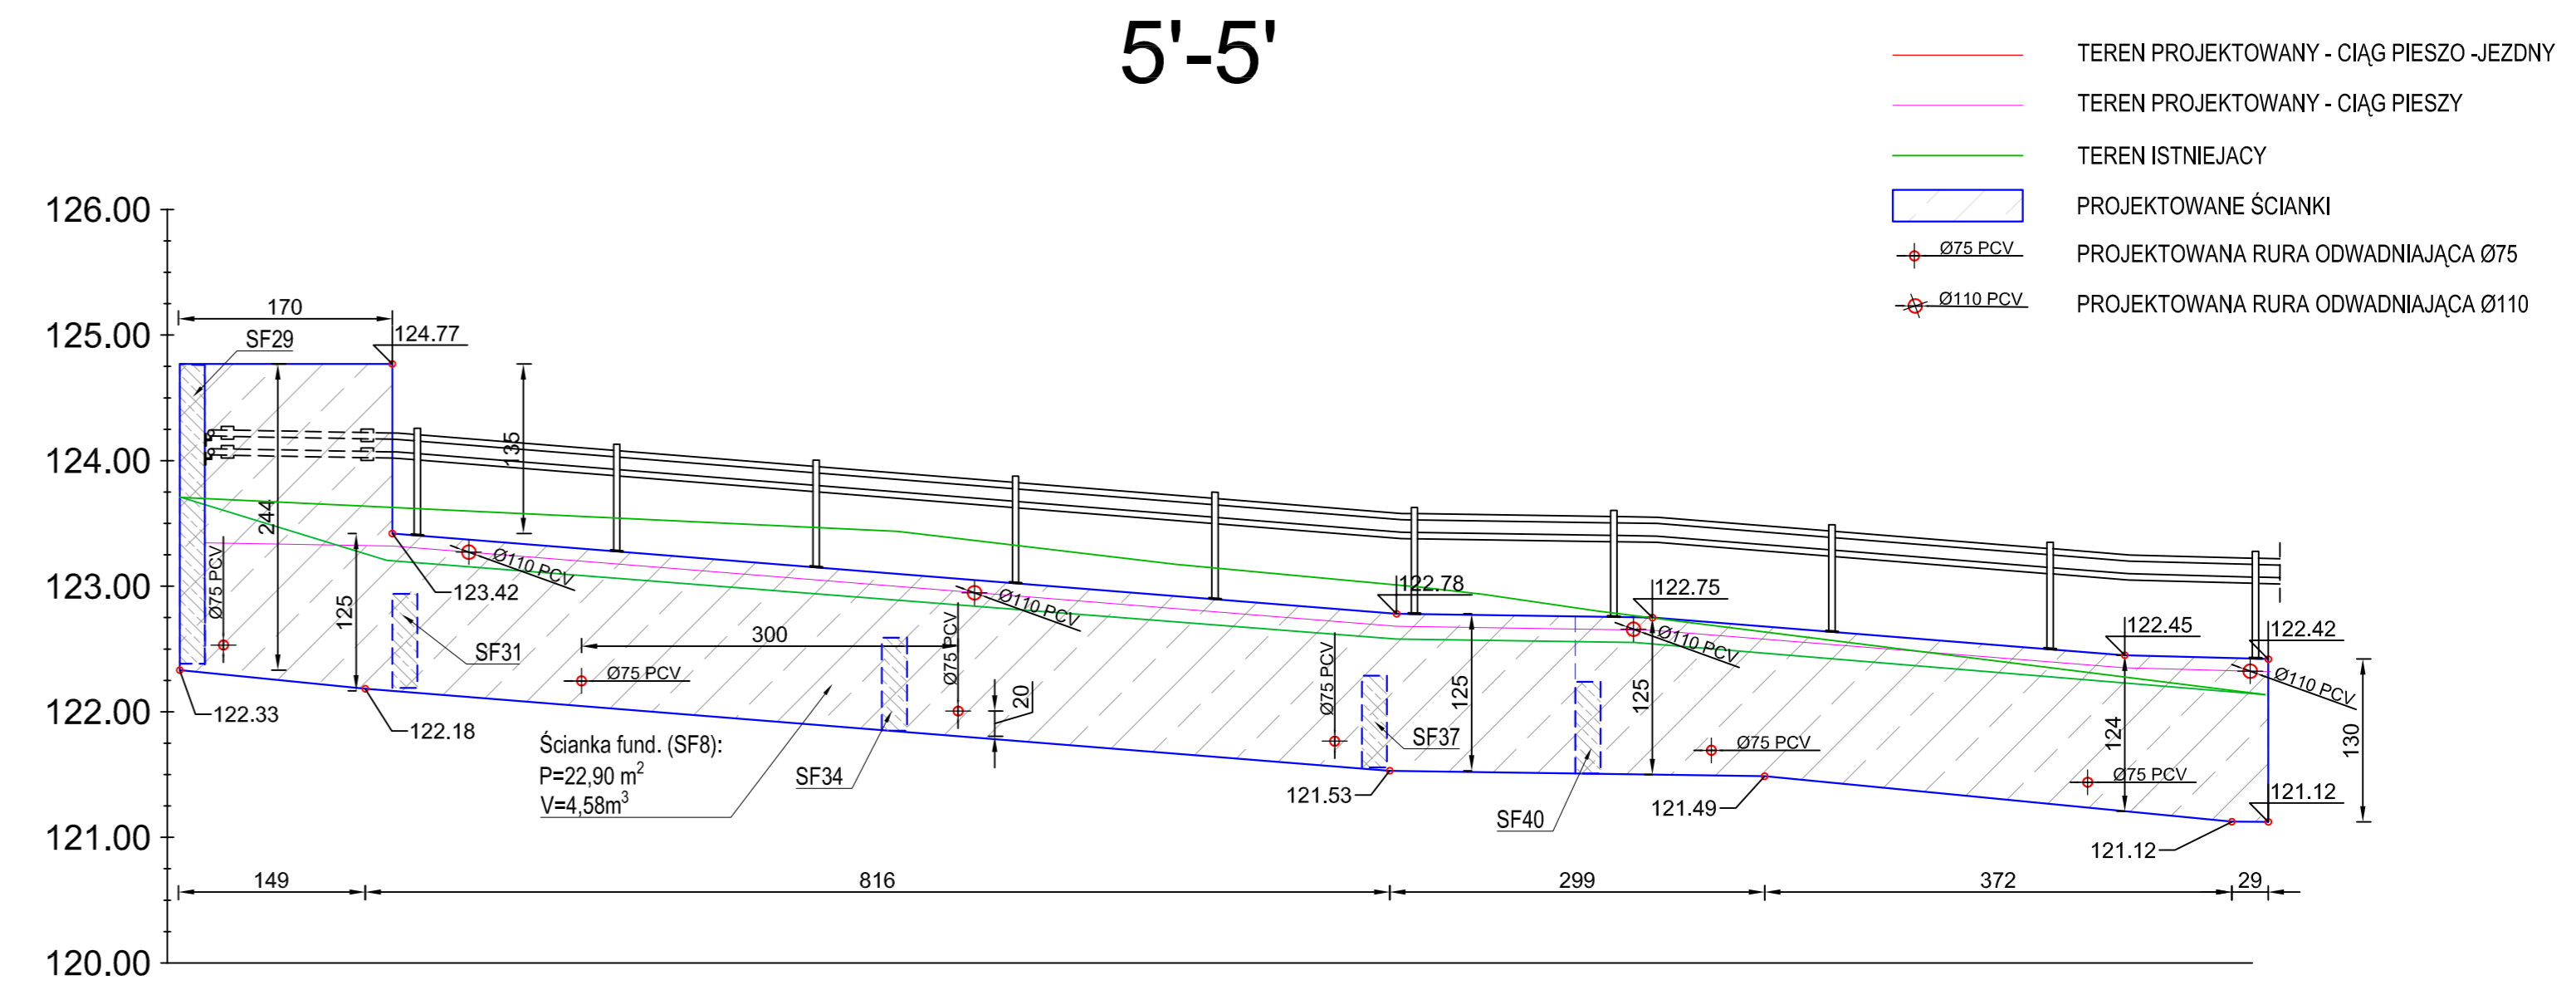 5'-5'
TEREN PROJEKTOWANY - CIĄG PIESZO -JEZDNY
TEREN PROJEKTOWANY - CIĄG PIESZY
TEREN ISTNIEJACY
PROJEKTOWANE ŚCIANKI
Ø75 PCV PROJEKTOWANA RURA ODWADNIAJĄCA Ø75
Ø110 PCV PROJEKTOWANA RURA ODWADNIAJĄCA Ø110
126.00
125.00
124.00
123.00
122.00
121.00
120.00
170
SF29
124.77
135
244
Ø75 PCV
125
123.42
Ø110 PCV
SF31
122.33
122.18
300
Ø75 PCV
Ø75 PCV
Ø110 PCV
20
Ścianka fund. (SF8):
P=22,90 m²
V=4,58m³
SF34
122.78
Ø75 PCV
125
SF37
121.53
122.75
Ø110 PCV
125
SF40
Ø75 PCV
121.49
122.45
122.42
Ø110 PCV
124
Ø75 PCV
130
121.12
121.12
149
816
299
372
29